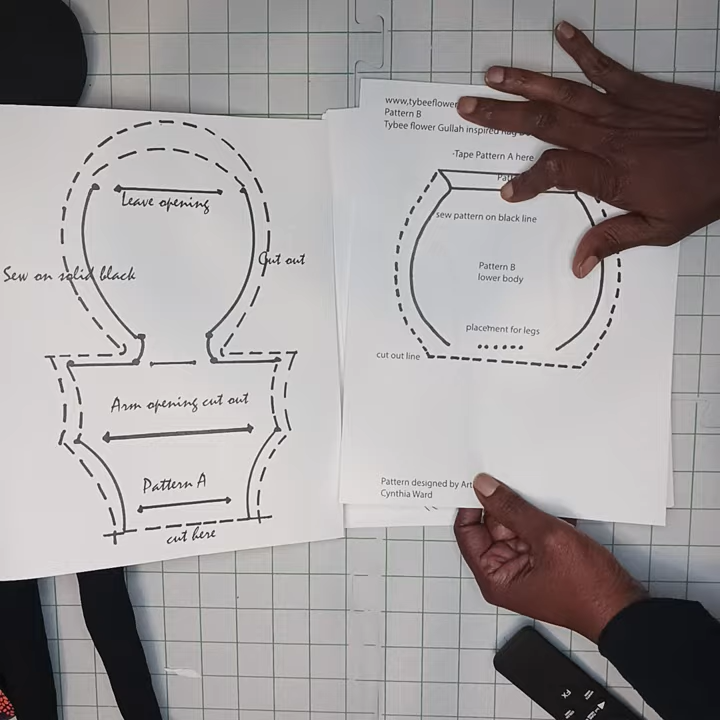 Leave opening
Cut out
Sew on solid black
Arm opening cut out
Pattern A
cut here
www.tybeeflower
Pattern B
Tybee flower Gullah inspired Rag
-Tape Pattern A here
sew pattern on black line
Pattern B
lower body
placement for legs
cut out line
Pattern designed by Art
Cynthia Ward